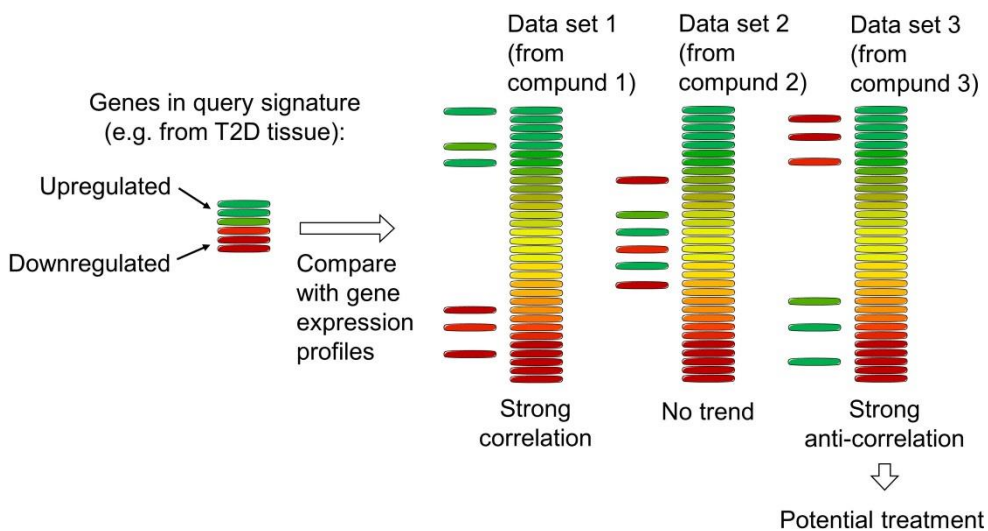 Data set 1
(from
compund 1)
Data set 2
(from
compund 2)
Data set 3
(from
compund 3)
Genes in query signature
(e.g. from T2D tissue):
Upregulated
Downregulated
Compare
with gene
expression
profiles
Strong
correlation
No trend
Strong
anti-correlation
Potential treatment